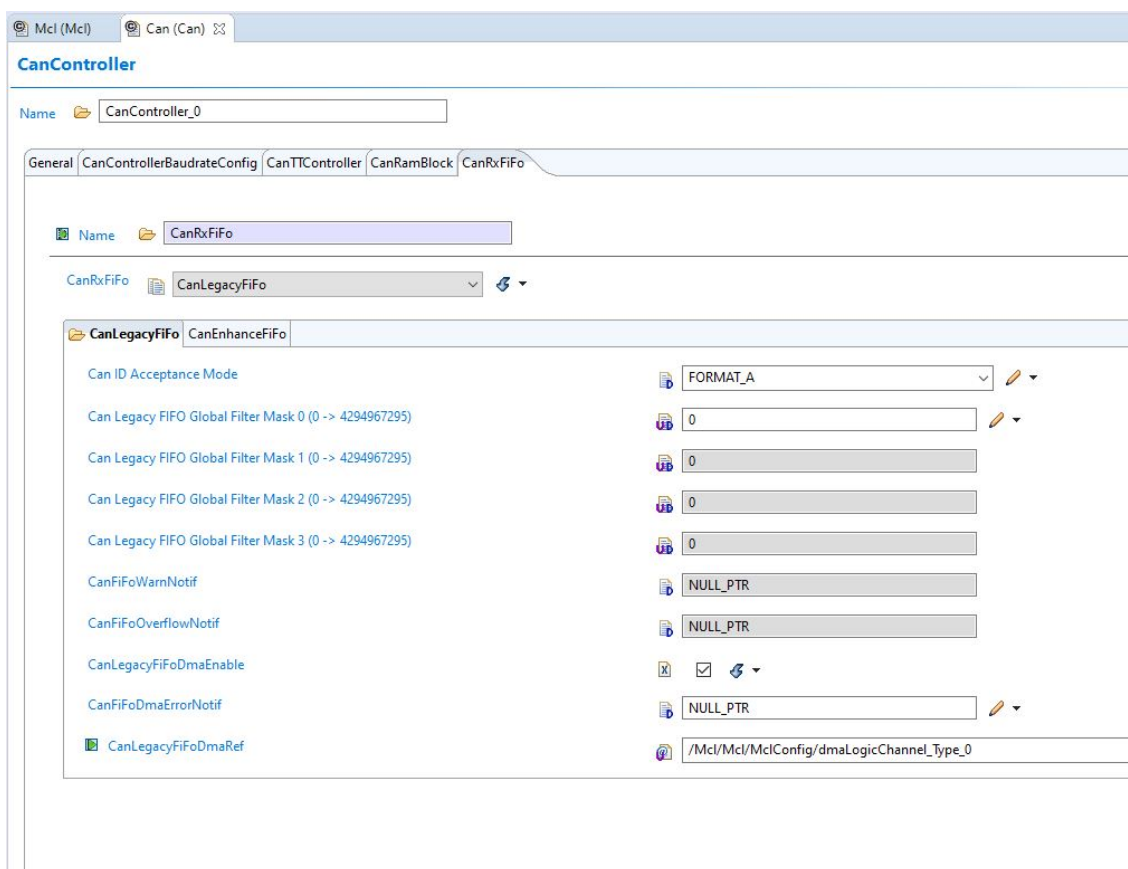 Mcl (Mcl) Can (Can)
CanController
Name CanController_0
General CanControllerBaudrateConfig CanTTController CanRamBlock CanRxFiFo
Name CanRxFiFo
CanRxFiFo CanLegacyFiFo
CanLegacyFiFo CanEnhanceFiFo
Can ID Acceptance Mode FORMAT_A
Can Legacy FIFO Global Filter Mask 0 (0 -> 4294967295) 0
Can Legacy FIFO Global Filter Mask 1 (0 -> 4294967295) 0
Can Legacy FIFO Global Filter Mask 2 (0 -> 4294967295) 0
Can Legacy FIFO Global Filter Mask 3 (0 -> 4294967295) 0
CanFiFoWarnNotif NULL_PTR
CanFiFoOverflowNotif NULL_PTR
CanLegacyFiFoDmaEnable
CanFiFoDmaErrorNotif NULL_PTR
CanLegacyFiFoDmaRef /Mcl/Mcl/MclConfig/dmaLogicChannel_Type_0